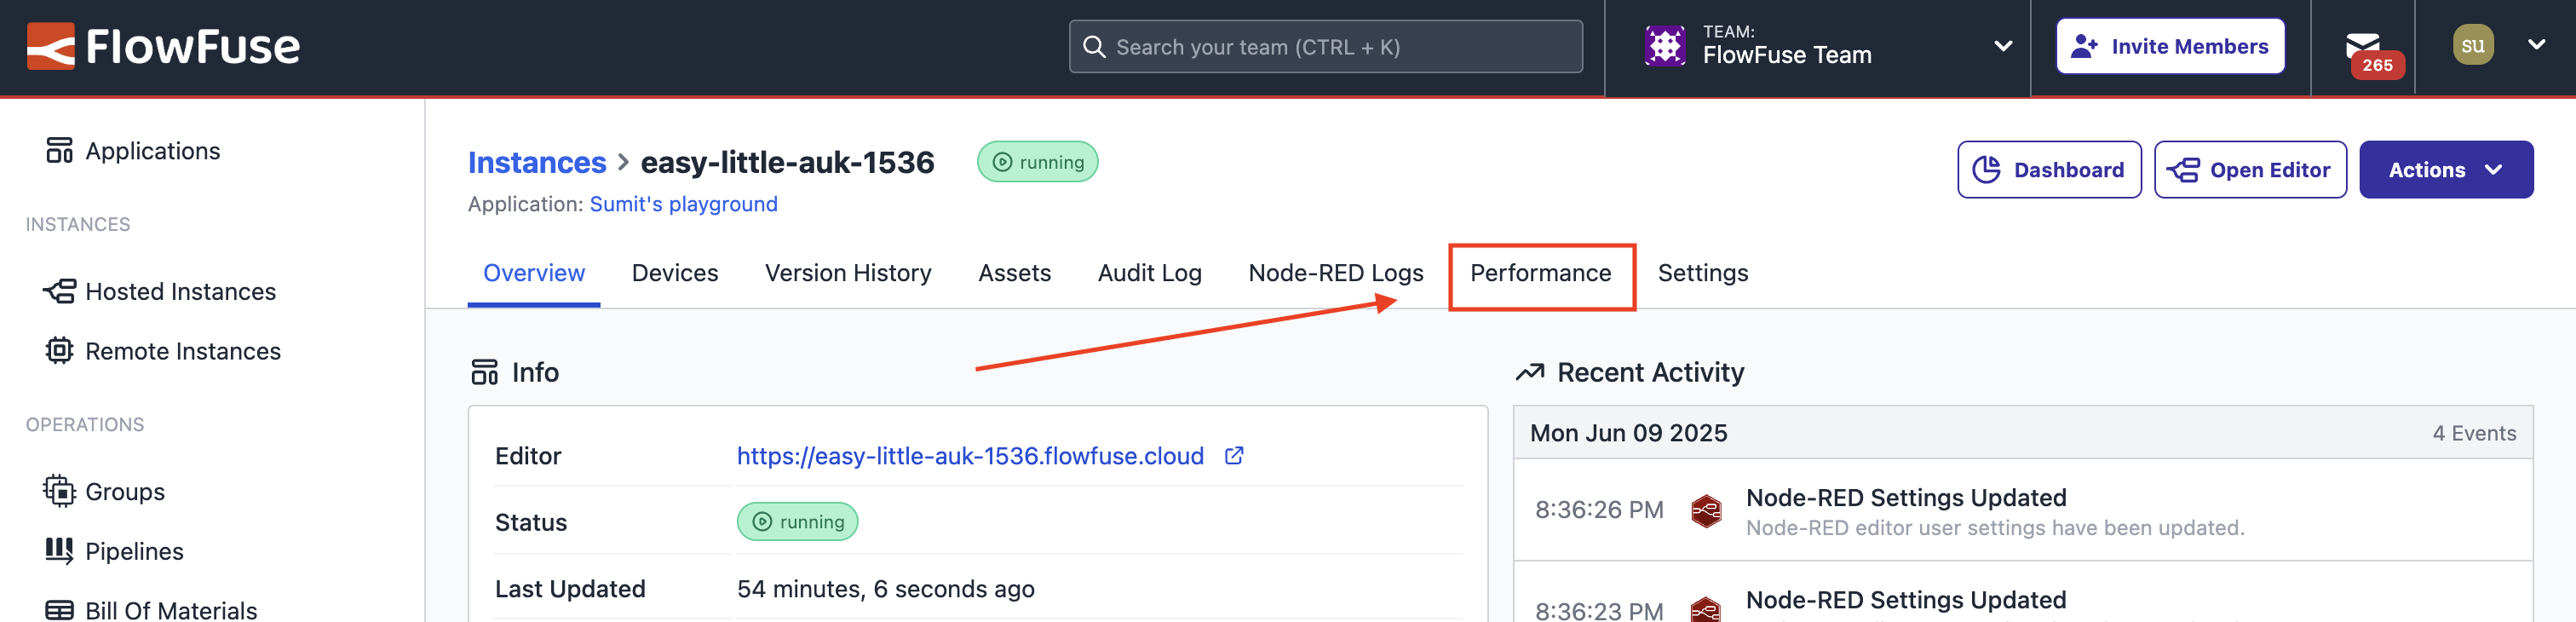 FlowFuse
Search your team (CTRL + K)
TEAM:
FlowFuse Team
Invite Members
265
su
Applications
INSTANCES
Hosted Instances
Remote Instances
OPERATIONS
Groups
Pipelines
Bill Of Materials
Instances > easy-little-auk-1536
running
Application: Sumit's playground
Dashboard
Open Editor
Actions
Overview Devices Version History Assets Audit Log Node-RED Logs Performance Settings
Info
Editor https://easy-little-auk-1536.flowfuse.cloud
Status running
Last Updated 54 minutes, 6 seconds ago
Recent Activity
Mon Jun 09 2025 4 Events
8:36:26 PM Node-RED Settings Updated
Node-RED editor user settings have been updated.
8:36:23 PM Node-RED Settings Updated